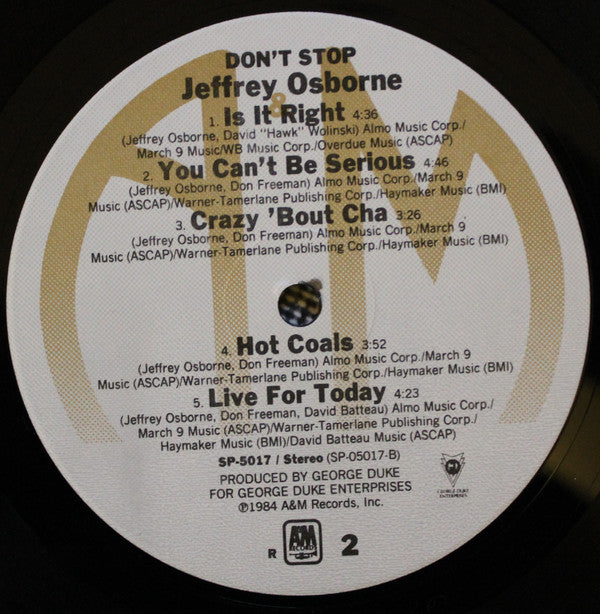 DON'T STOP
Jeffrey Osborne
&
1. Is It Right 4:36
(Jeffrey Osborne, David "Hawk" Wolinski) Almo Music Corp./
March 9 Music/WB Music Corp./Overdue Music (ASCAP)
2. You Can't Be Serious 4:46
(Jeffrey Osborne, Don Freeman) Almo Music Corp./March 9
Music (ASCAP)/Warner-Tamerlane Publishing Corp./Haymaker Music (BMI)
3. Crazy 'Bout Cha 3:26
(Jeffrey Osborne, Don Freeman) Almo Music Corp./March 9
Music (ASCAP)/Warner-Tamerlane Publishing Corp./Haymaker Music (BMI)
4. Hot Coals 3:52
(Jeffrey Osborne, Don Freeman) Almo Music Corp./March 9
Music (ASCAP)/Warner-Tamerlane Publishing Corp./Haymaker Music (BMI)
5. Live For Today 4:23
(Jeffrey Osborne, Don Freeman, David Batteau) Almo Music Corp./
March 9 Music (ASCAP)/Warner-Tamerlane Publishing Corp./
Haymaker Music (BMI)/David Batteau Music (ASCAP)
SP-5017 / Stereo (SP-05017-B)
PRODUCED BY GEORGE DUKE
FOR GEORGE DUKE ENTERPRISES
℗1984 A&M Records, Inc.
GEORGE DUKE
ENTERPRISES
R
A&M
RECORDS
2